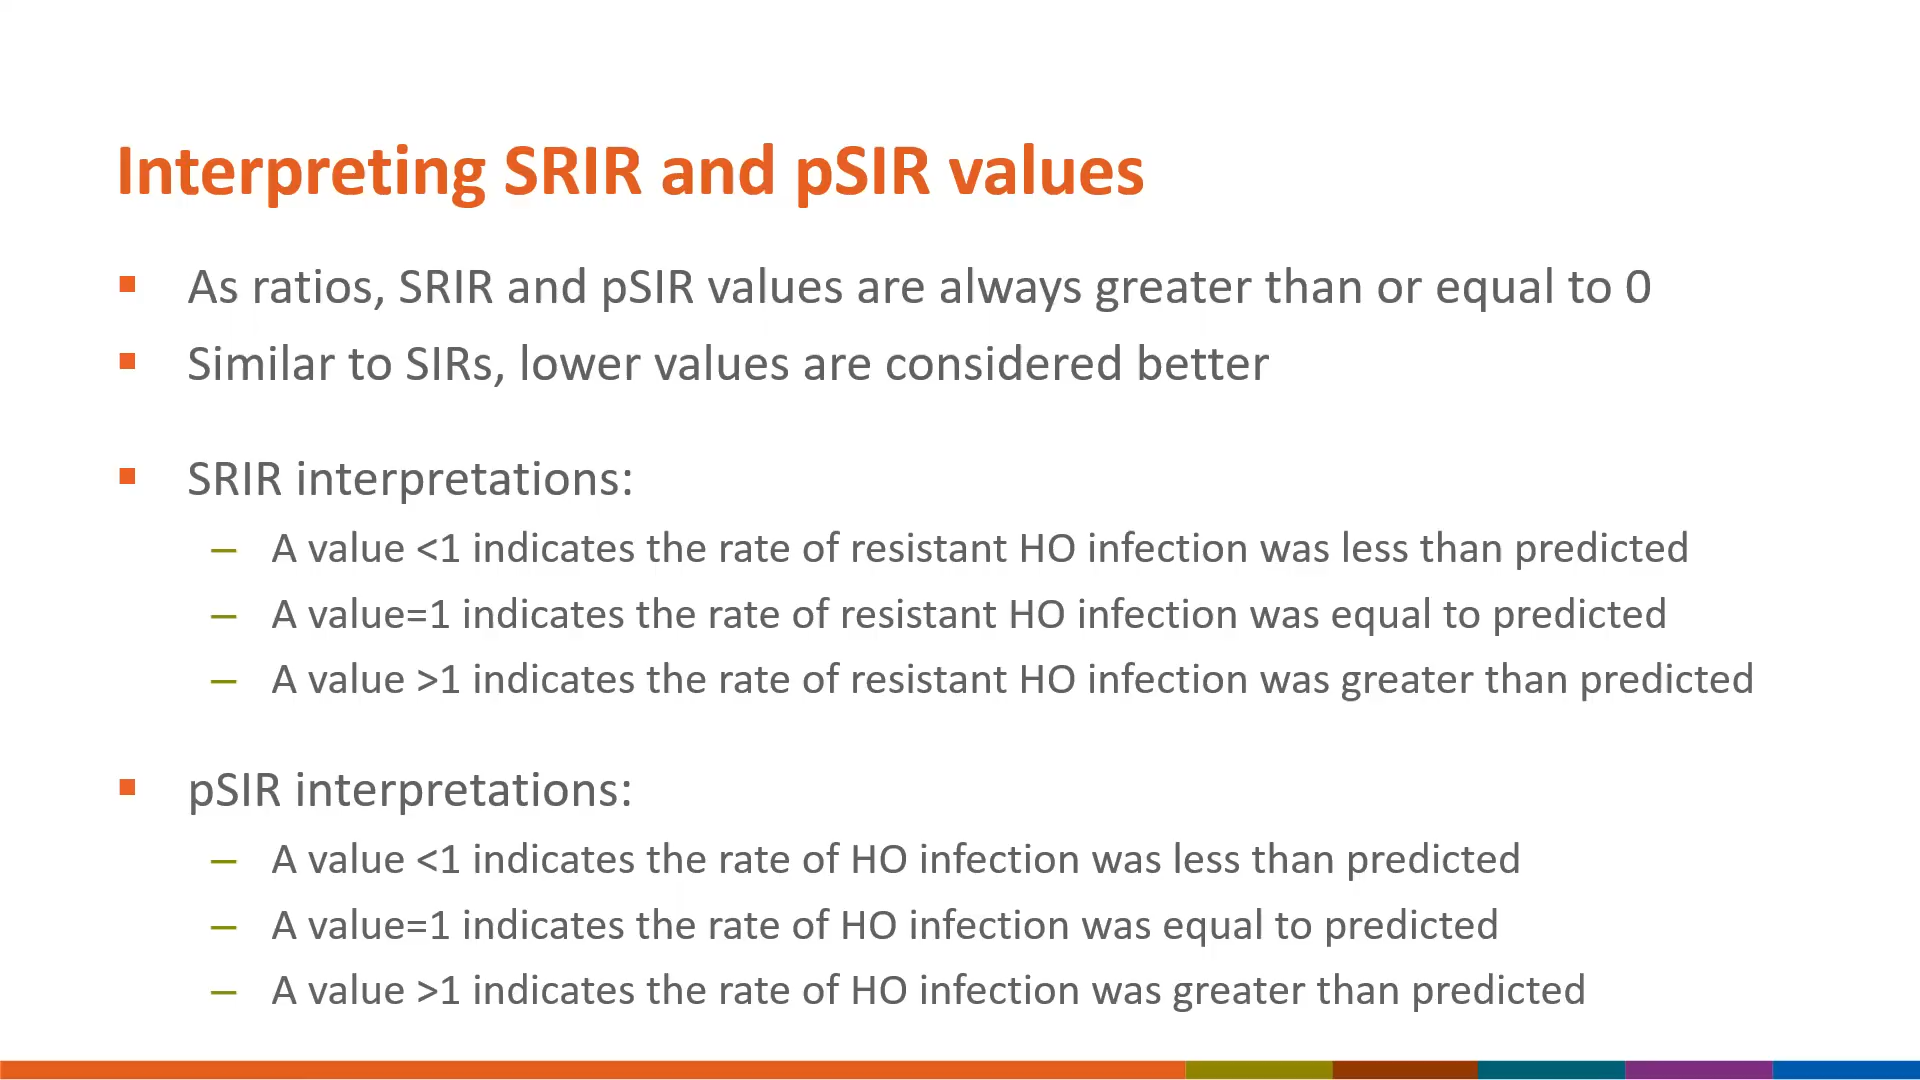 Interpreting SRIR and pSIR values
▪ As ratios, SRIR and pSIR values are always greater than or equal to 0
▪ Similar to SIRs, lower values are considered better
▪ SRIR interpretations:
– A value <1 indicates the rate of resistant HO infection was less than predicted
– A value=1 indicates the rate of resistant HO infection was equal to predicted
– A value >1 indicates the rate of resistant HO infection was greater than predicted
▪ pSIR interpretations:
– A value <1 indicates the rate of HO infection was less than predicted
– A value=1 indicates the rate of HO infection was equal to predicted
– A value >1 indicates the rate of HO infection was greater than predicted